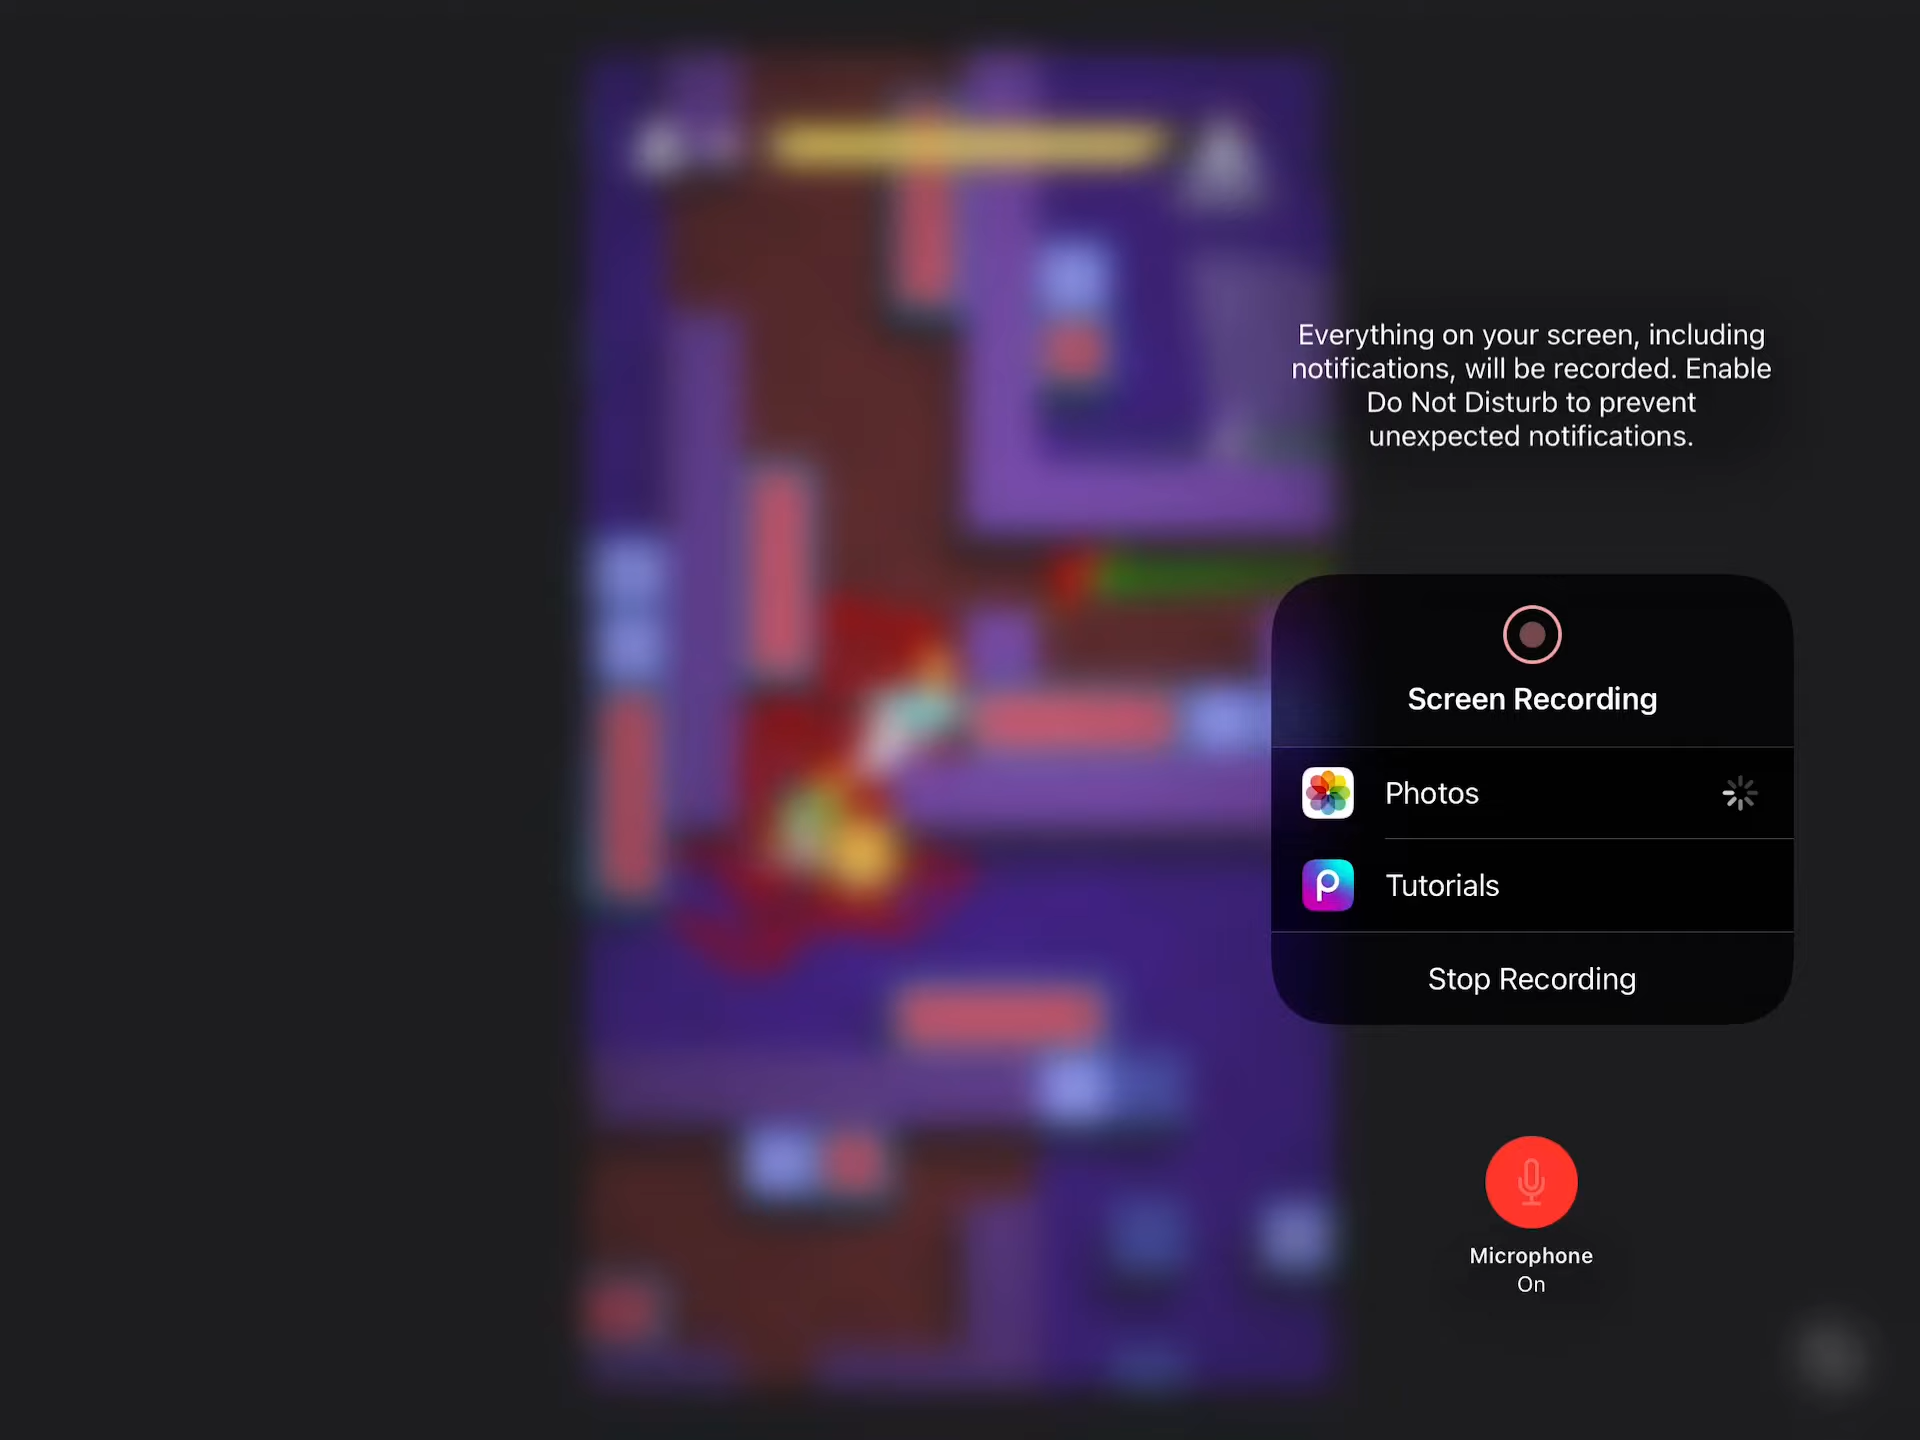 Everything on your screen, including
notifications, will be recorded. Enable
Do Not Disturb to prevent
unexpected notifications.
Screen Recording
Photos
Tutorials
Stop Recording
Microphone
On